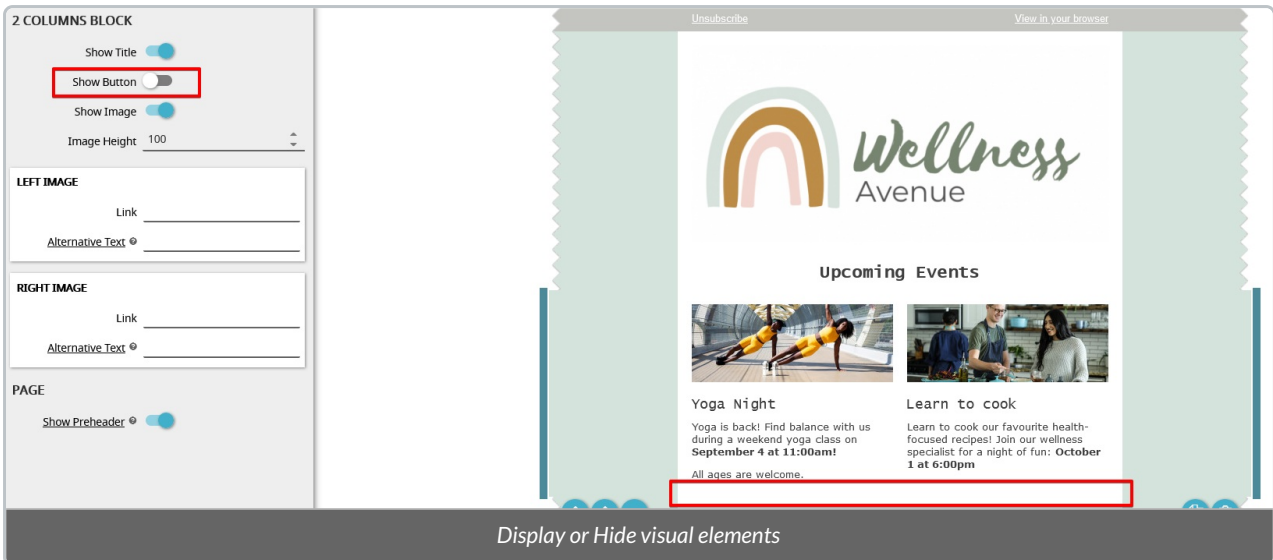 2 COLUMNS BLOCK
Show Title
Show Button
Show Image
Image Height 100
LEFT IMAGE
Link
Alternative Text
RIGHT IMAGE
Link
Alternative Text
PAGE
Show Preheader
Unsubscribe
View in your browser
Wellness
Avenue
Upcoming Events
Yoga Night
Yoga is back! Find balance with us
during a weekend yoga class on
September 4 at 11:00am!
All ages are welcome.
Learn to cook
Learn to cook our favourite health-
focused recipes! Join our wellness
specialist for a night of fun: October
1 at 6:00pm
Display or Hide visual elements